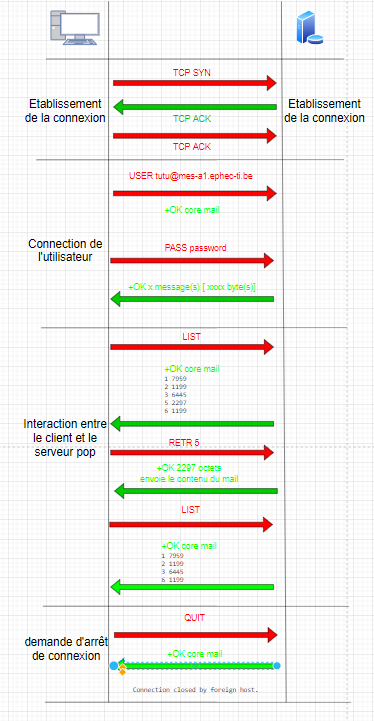 TCP SYN
Etablissement
de la connexion
Etablissement
de la connexion
TCP ACK
TCP ACK
USER tutu@mes-a1.ephec-ti.be
+OK core mail
Connection de
l'utilisateur
PASS password
+OK x message(s) [ xxxx byte(s)]
LIST
+OK core mail
1 7959
2 1199
3 6445
5 2297
6 1199
Interaction entre
le client et le
serveur pop
RETR 5
+OK 2297 octets
envoie le contenu du mail
LIST
+OK core mail
1 7959
2 1199
3 6445
6 1199
QUIT
demande d'arrêt
de connexion
+OK core mail
Connection closed by foreign host.